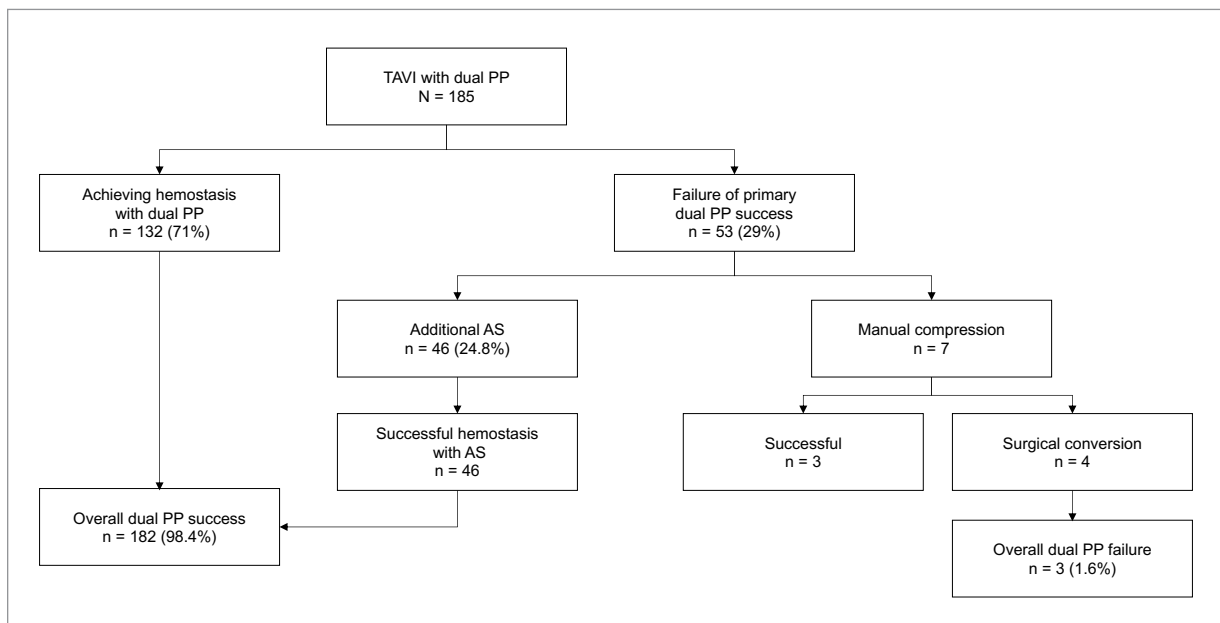 TAVI with dual PP
N = 185
Achieving hemostasis
with dual PP
n = 132 (71%)
Failure of primary
dual PP success
n = 53 (29%)
Additional AS
n = 46 (24.8%)
Manual compression
n = 7
Successful hemostasis
with AS
n = 46
Successful
n = 3
Surgical conversion
n = 4
Overall dual PP success
n = 182 (98.4%)
Overall dual PP failure
n = 3 (1.6%)